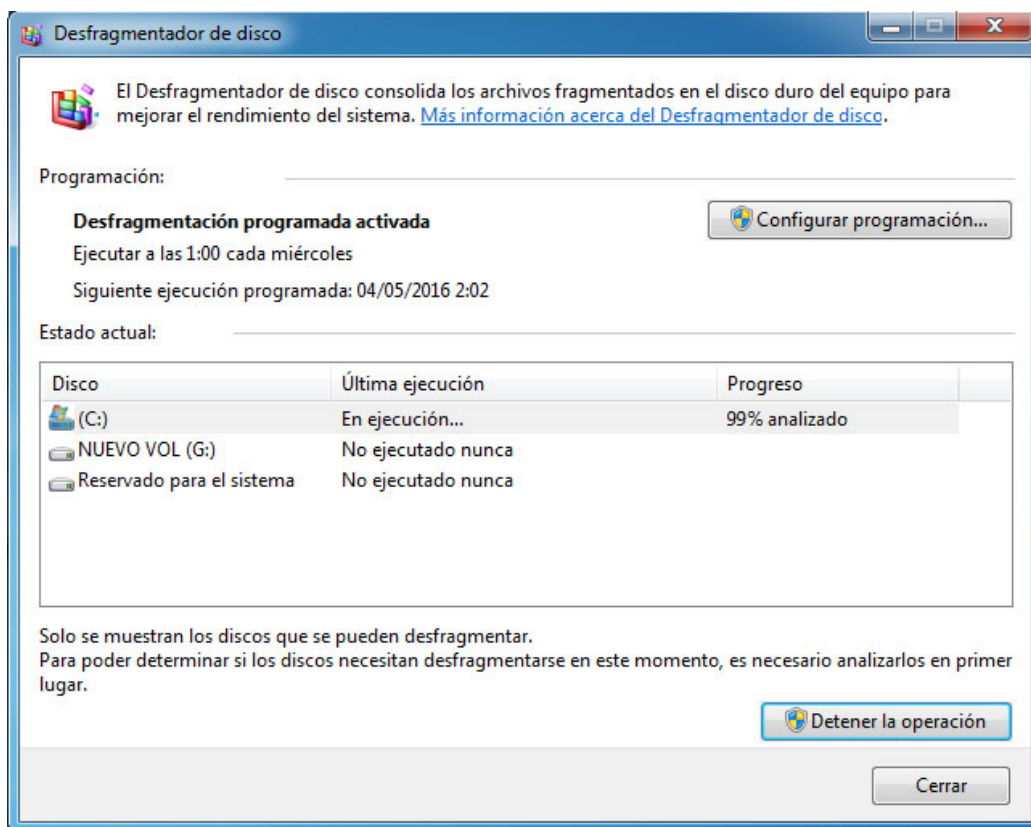 Desfragmentador de disco
El Desfragmentador de disco consolida los archivos fragmentados en el disco duro del equipo para
mejorar el rendimiento del sistema. Más información acerca del Desfragmentador de disco.
Programación:
Desfragmentación programada activada
Configurar programación...
Ejecutar a las 1:00 cada miércoles
Siguiente ejecución programada: 04/05/2016 2:02
Estado actual:
Disco Última ejecución Progreso
(C:) En ejecución... 99% analizado
NUEVO VOL (G:) No ejecutado nunca
Reservado para el sistema No ejecutado nunca
Solo se muestran los discos que se pueden desfragmentar.
Para poder determinar si los discos necesitan desfragmentarse en este momento, es necesario analizarlos en primer
lugar.
Detener la operación
Cerrar